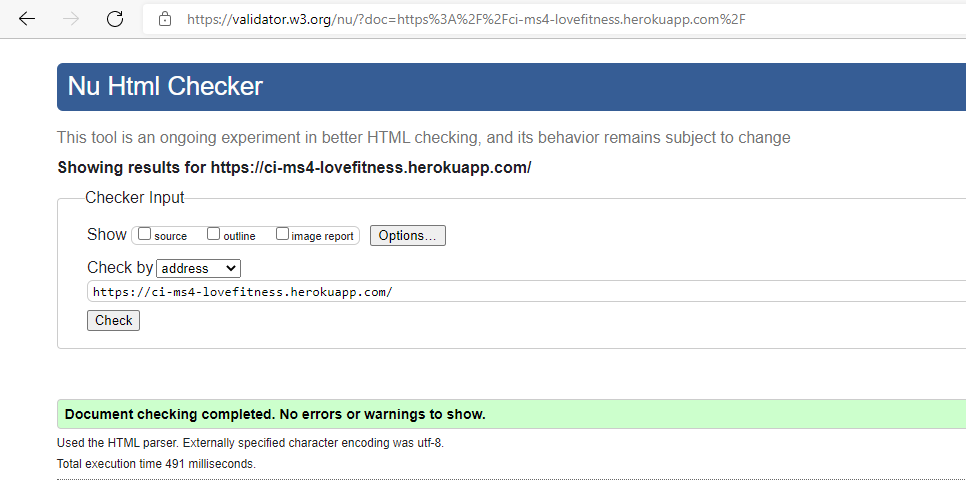 https://validator.w3.org/nu/?doc=https%3A%2F%2Fci-ms4-lovefitness.herokuapp.com%2F
Nu Html Checker
This tool is an ongoing experiment in better HTML checking, and its behavior remains subject to change
Showing results for https://ci-ms4-lovefitness.herokuapp.com/
Checker Input
Show source outline image report Options...
Check by address
https://ci-ms4-lovefitness.herokuapp.com/
Check
Document checking completed. No errors or warnings to show.
Used the HTML parser. Externally specified character encoding was utf-8.
Total execution time 491 milliseconds.